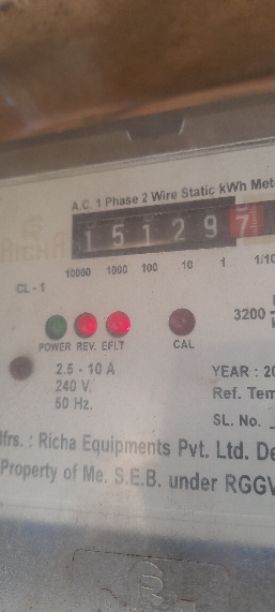 A.C. 1 Phase 2 Wire Static kWh Met
RICHA
151297
10000 1000 100 10 1 1/10
CL - 1
3200
POWER REV. EFLT CAL
2.5 - 10 A
240 V.
50 Hz.
YEAR : 20
Ref. Tem
SL. No.
Mfrs. : Richa Equipments Pvt. Ltd. De
Property of Me. S.E.B. under RGGV
R